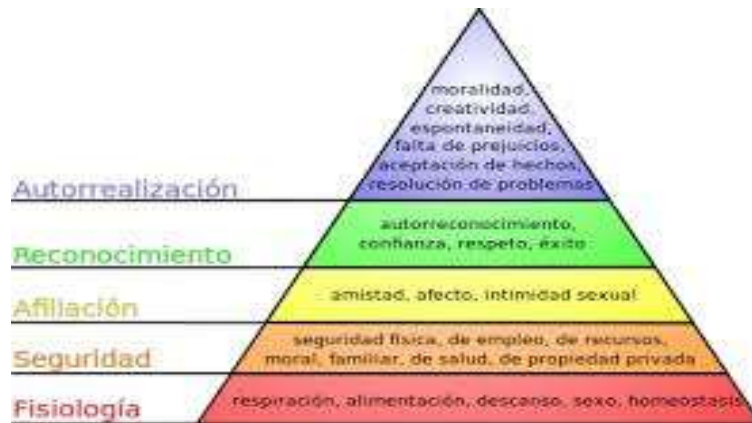 moralidad,
creatividad,
espontaneidad,
falta de prejuicios,
aceptación de hechos,
resolución de problemas
Autorrealización
autorreconocimiento,
confianza, respeto, éxito
Reconocimiento
amistad, afecto, intimidad sexual
Afiliación
seguridad física, de empleo, de recursos,
moral, familiar, de salud, de propiedad privada
Seguridad
respiración, alimentación, descanso, sexo, homeostasis
Fisiología